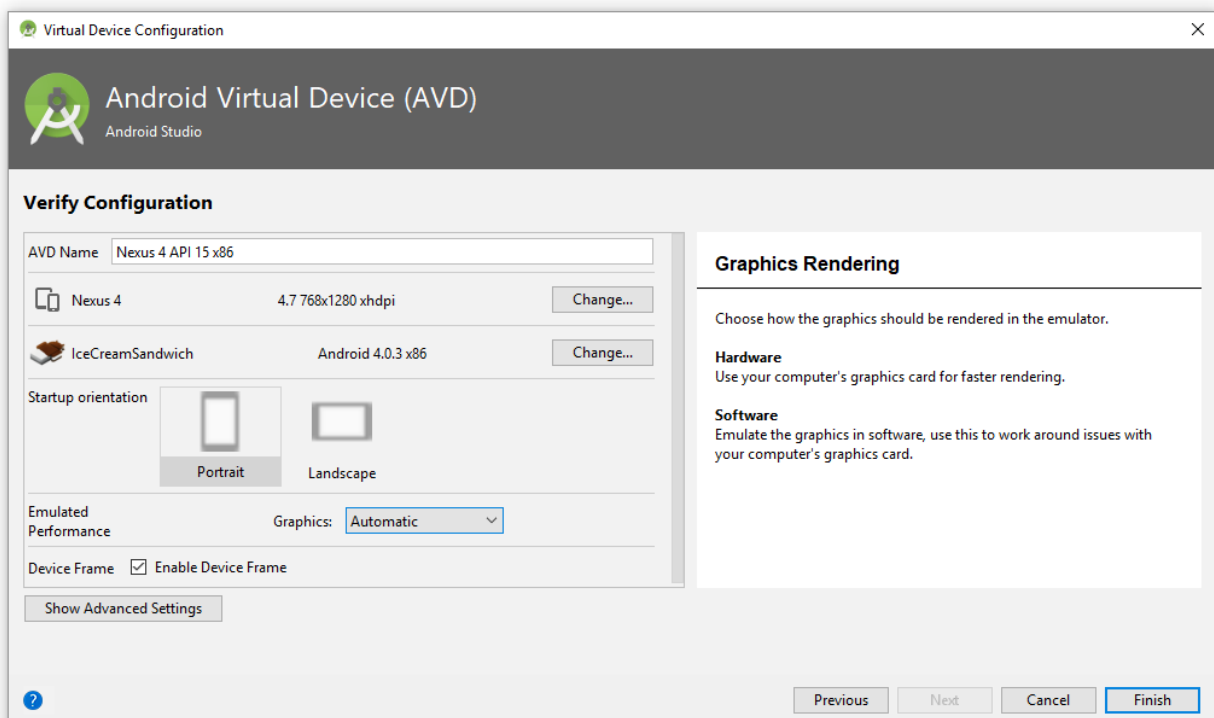 Virtual Device Configuration
Android Virtual Device (AVD)
Android Studio
Verify Configuration
AVD Name Nexus 4 API 15 x86
Nexus 4 4.7 768x1280 xhdpi Change...
IceCreamSandwich Android 4.0.3 x86 Change...
Startup orientation
Portrait Landscape
Emulated
Performance
Graphics: Automatic
Device Frame Enable Device Frame
Show Advanced Settings
Graphics Rendering
Choose how the graphics should be rendered in the emulator.
Hardware
Use your computer's graphics card for faster rendering.
Software
Emulate the graphics in software, use this to work around issues with
your computer's graphics card.
?
Previous Next Cancel Finish